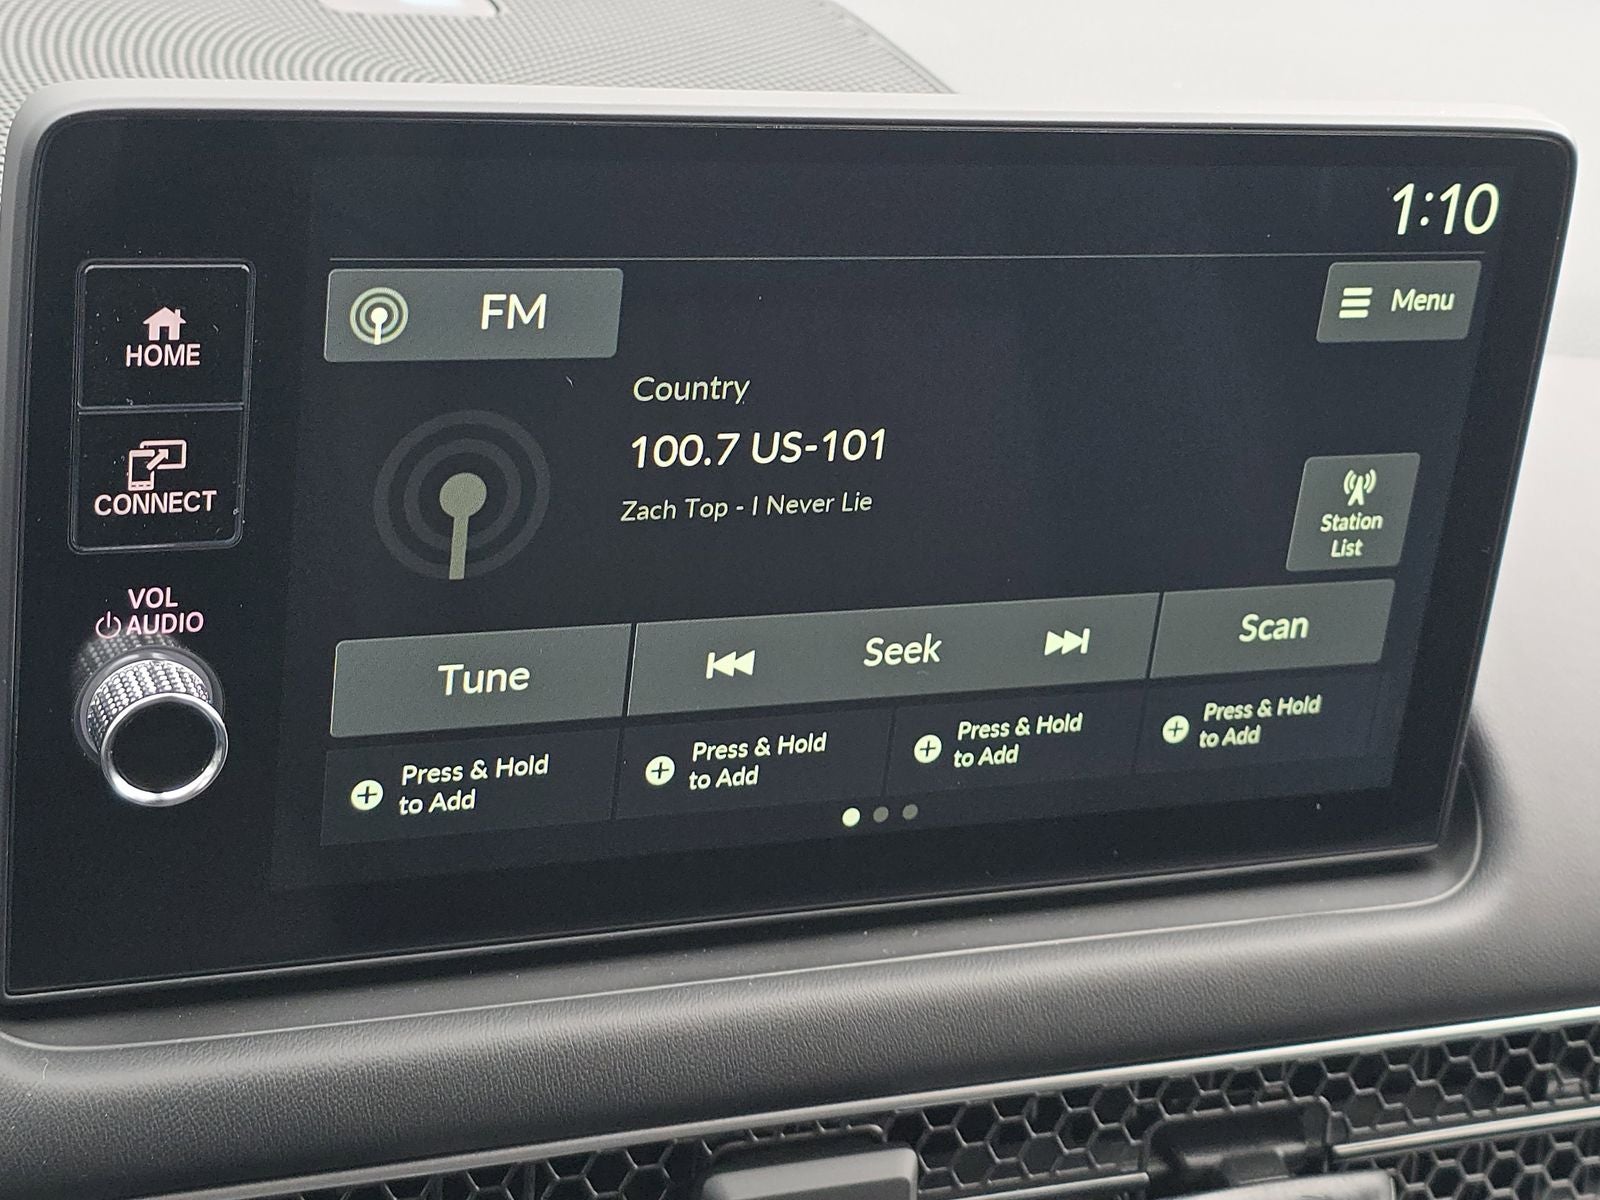 1:10
FM
Menu
HOME
Country
100.7 US-101
Zach Top - I Never Lie
CONNECT
Station
List
VOL
AUDIO
Tune
Seek
Scan
Press & Hold
to Add
Press & Hold
to Add
Press & Hold
to Add
Press & Hold
to Add